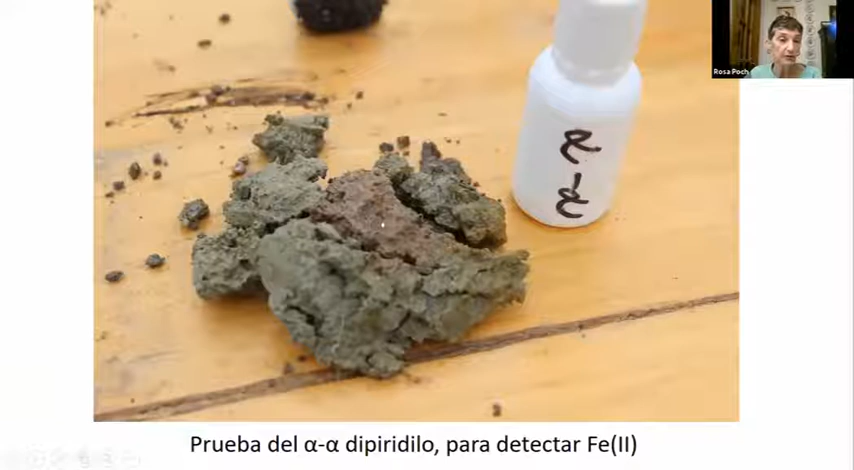 Rosa Poch
α-α
Prueba del α-α dipiridilo, para detectar Fe(II)